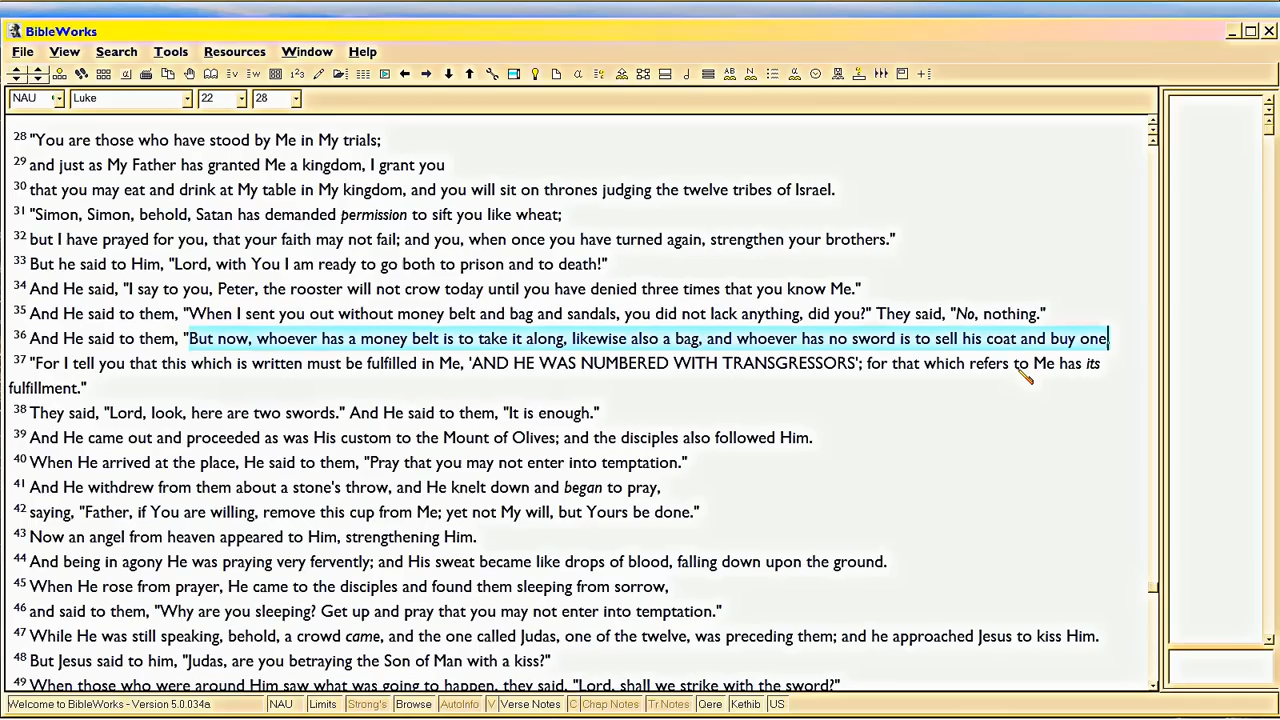 BibleWorks
File View Search Tools Resources Window Help
NAU Luke 22 28
28 "You are those who have stood by Me in My trials;
29 and just as My Father has granted Me a kingdom, I grant you
30 that you may eat and drink at My table in My kingdom, and you will sit on thrones judging the twelve tribes of Israel.
31 "Simon, Simon, behold, Satan has demanded permission to sift you like wheat;
32 but I have prayed for you, that your faith may not fail; and you, when once you have turned again, strengthen your brothers."
33 But he said to Him, "Lord, with You I am ready to go both to prison and to death!"
34 And He said, "I say to you, Peter, the rooster will not crow today until you have denied three times that you know Me."
35 And He said to them, "When I sent you out without money belt and bag and sandals, you did not lack anything, did you?" They said, "No, nothing."
36 And He said to them, "But now, whoever has a money belt is to take it along, likewise also a bag, and whoever has no sword is to sell his coat and buy one.
37 "For I tell you that this which is written must be fulfilled in Me, 'AND HE WAS NUMBERED WITH TRANSGRESSORS'; for that which refers to Me has its
fulfillment."
38 They said, "Lord, look, here are two swords." And He said to them, "It is enough."
39 And He came out and proceeded as was His custom to the Mount of Olives; and the disciples also followed Him.
40 When He arrived at the place, He said to them, "Pray that you may not enter into temptation."
41 And He withdrew from them about a stone's throw, and He knelt down and began to pray,
42 saying, "Father, if You are willing, remove this cup from Me; yet not My will, but Yours be done."
43 Now an angel from heaven appeared to Him, strengthening Him.
44 And being in agony He was praying very fervently; and His sweat became like drops of blood, falling down upon the ground.
45 When He rose from prayer, He came to the disciples and found them sleeping from sorrow,
46 and said to them, "Why are you sleeping? Get up and pray that you may not enter into temptation."
47 While He was still speaking, behold, a crowd came, and the one called Judas, one of the twelve, was preceding them; and he approached Jesus to kiss Him.
48 But Jesus said to him, "Judas, are you betraying the Son of Man with a kiss?"
49 When those who were around Him saw what was going to happen, they said, "Lord, shall we strike with the sword?"
Welcome to BibleWorks - Version 5.0.034a NAU Limits Strong's Browse AutoInfo V Verse Notes C Chap Notes Tr Notes Qere Kethib US